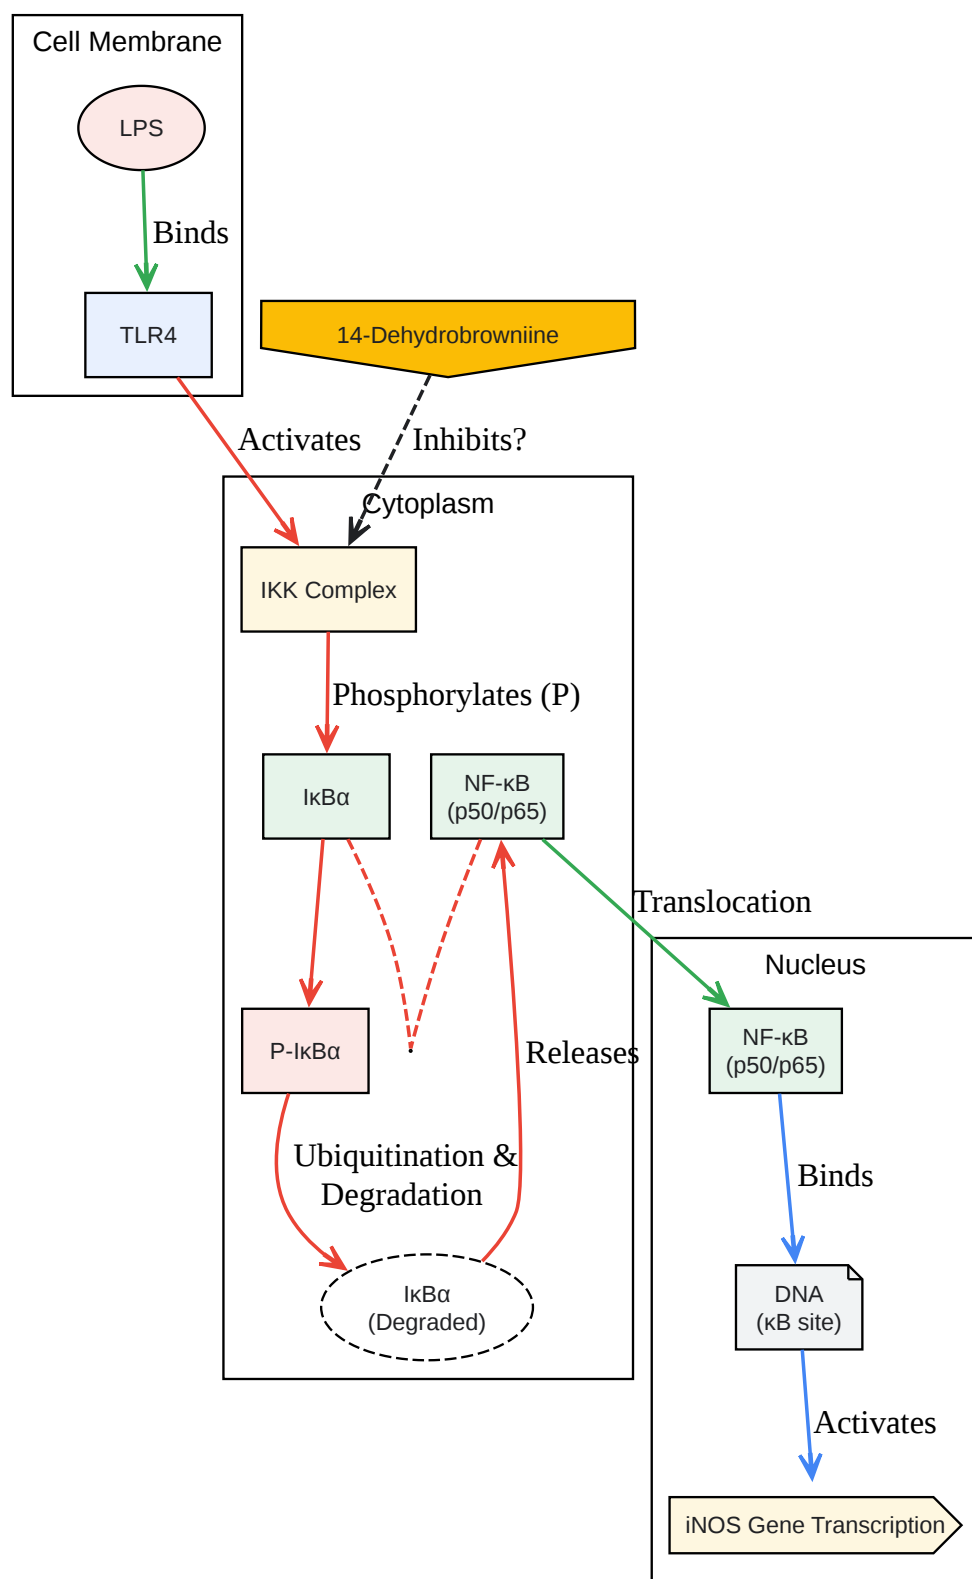 Cell Membrane
LPS
Binds
TLR4
14-Dehydrobrowniine
Activates
Inhibits?
Cytoplasm
IKK Complex
Phosphorylates (P)
IκBα
NF-κB
(p50/p65)
Translocation
Nucleus
P-IκBα
Releases
NF-κB
(p50/p65)
Ubiquitination &
Degradation
Binds
IκBα
(Degraded)
DNA
(κB site)
Activates
iNOS Gene Transcription